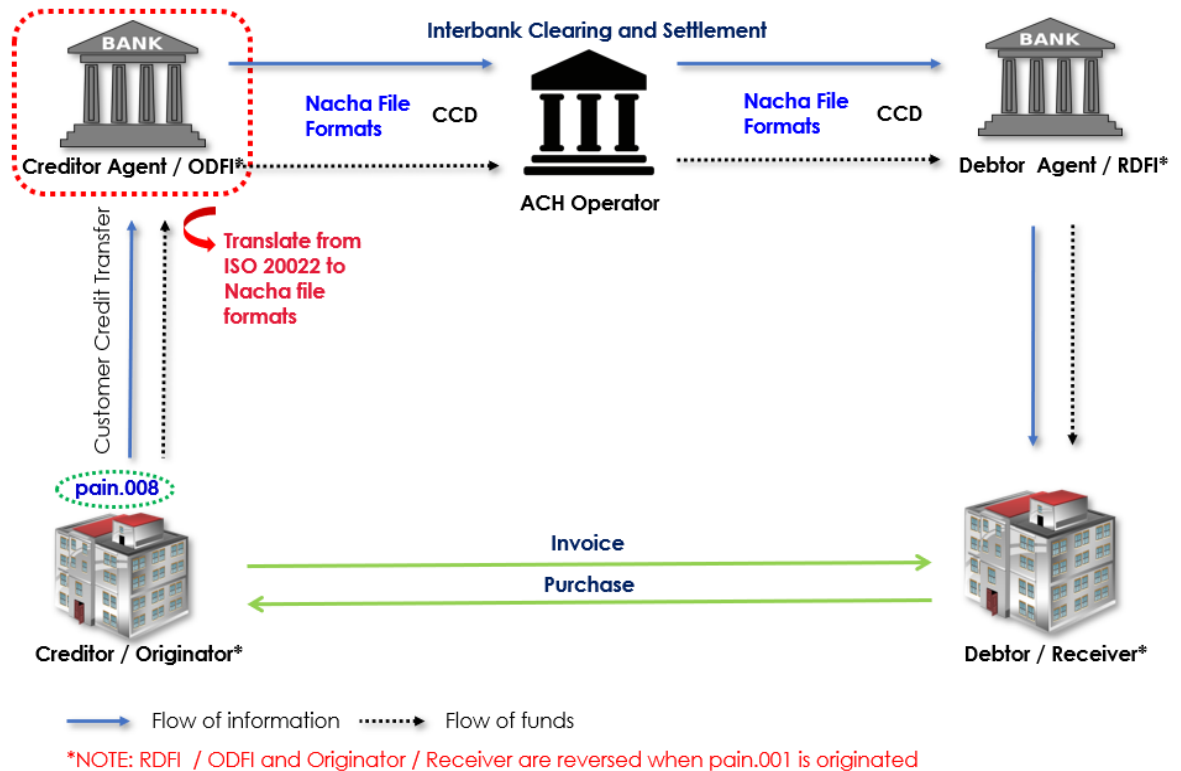 BANK
Interbank Clearing and Settlement
BANK
Nacha File
Formats
CCD
Nacha File
Formats
CCD
Creditor Agent / ODFI*
ACH Operator
Debtor  Agent / RDFI*
Customer Credit Transfer
Translate from
ISO 20022 to
Nacha file
formats
pain.008
Invoice
Purchase
Creditor / Originator*
Debtor / Receiver*
Flow of information
Flow of funds
*NOTE: RDFI  / ODFI and Originator / Receiver are reversed when pain.001 is originated